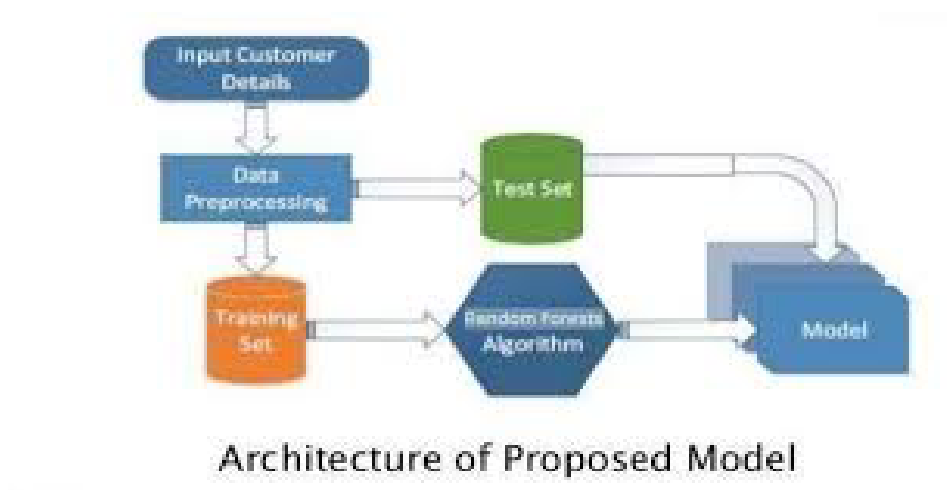 Input Customer
Details
Data
Preprocessing
Test Set
Training
Set
Random Forests
Algorithm
Model
Architecture of Proposed Model